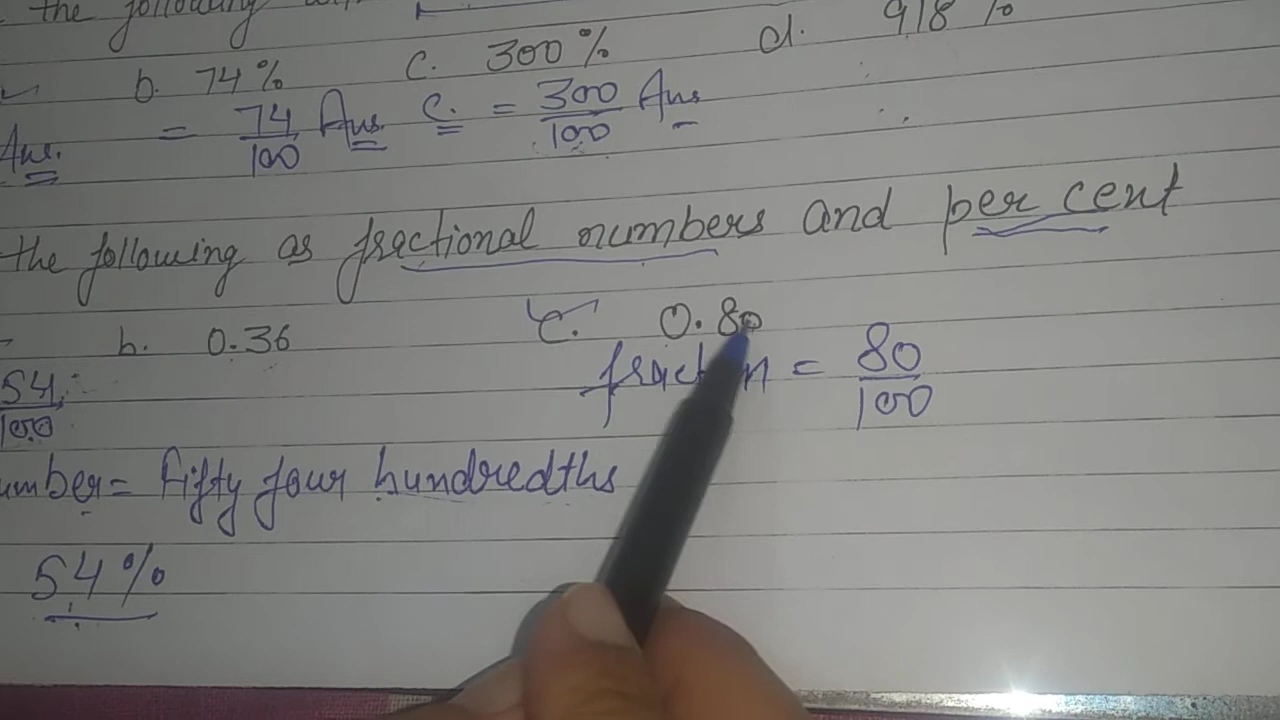 the following
b. 74% c. 300% d. 918%
Ans. = 74/100 Ans. c. = 300/100 Ans
the following as fractional numbers and per cent
b. 0.36 c. 0.80
54/100 fraction = 80/100
umber = Fifty four hundredths
54%